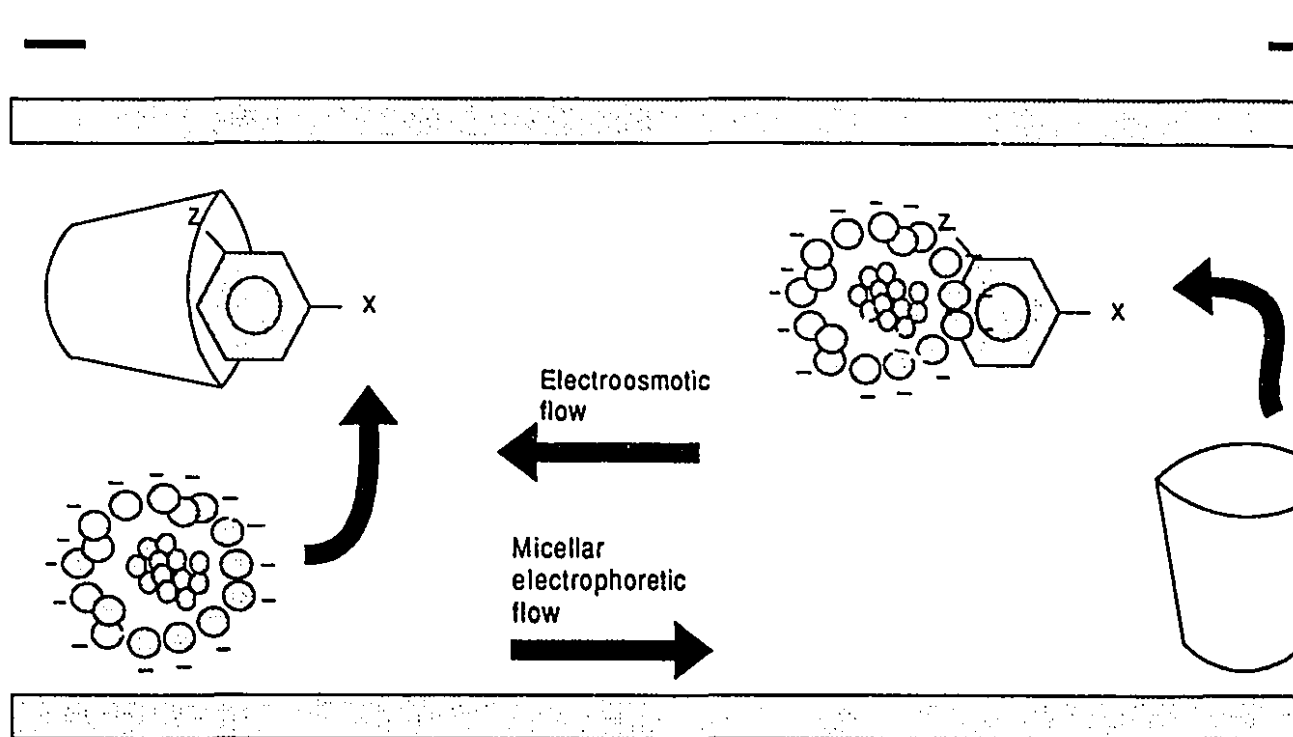 Z
X
Z
X
Electroosmotic
flow
Micellar
electrophoretic
flow